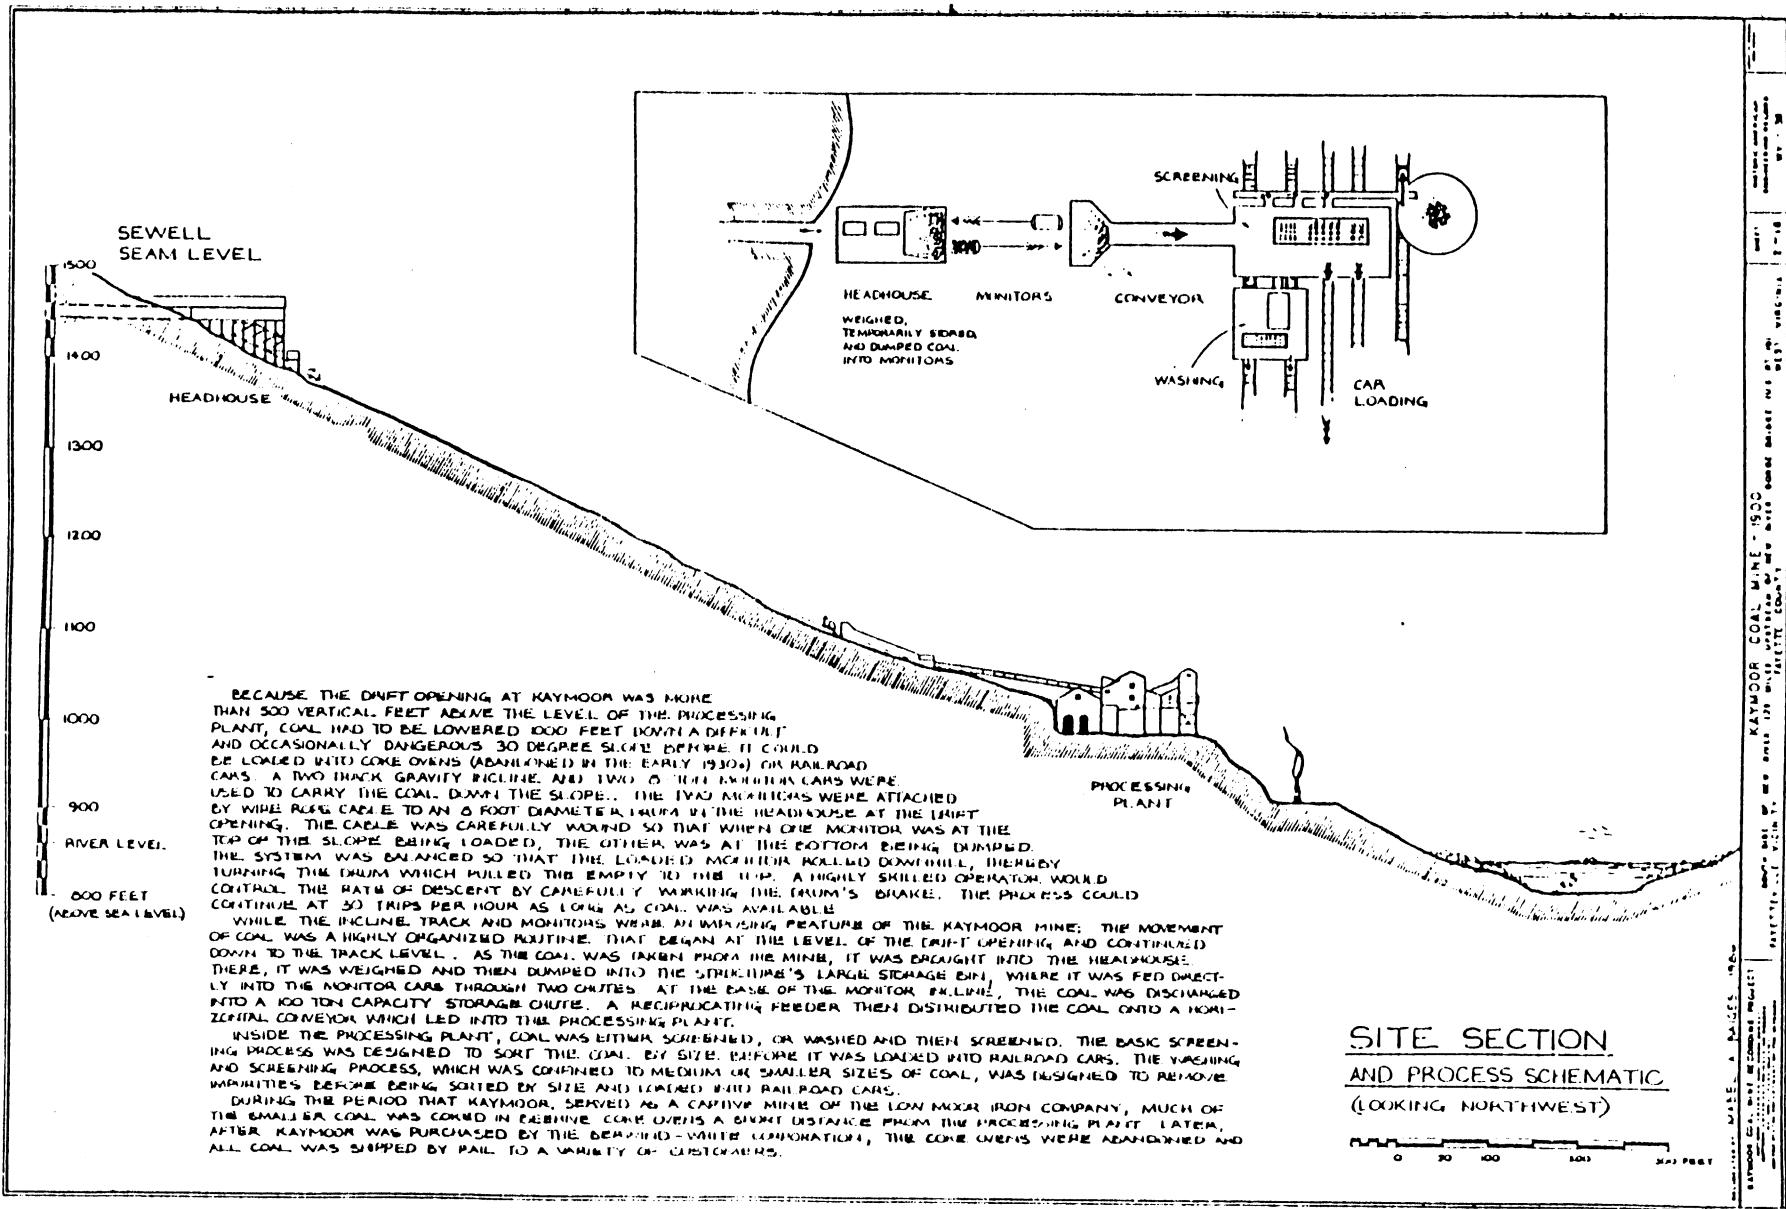 SEWELL
SEAM LEVEL
1500
1400
1300
1200
1100
1000
900
RIVER LEVEL
800 FEET
(ABOVE SEA LEVEL)
HEADHOUSE
SCREENING
HEADHOUSE
MONITORS
CONVEYOR
WEIGHED,
TEMPORARILY STORED,
AND DUMPED COAL
INTO MONITORS
WASHING
CAR
LOADING
PROCESSING
PLANT
BECAUSE THE DRIFT OPENING AT KAYMOOR WAS MORE
THAN 500 VERTICAL FEET ABOVE THE LEVEL OF THE PROCESSING
PLANT, COAL HAD TO BE LOWERED 1000 FEET DOWN A DIFFICULT
AND OCCASIONALLY DANGEROUS 30 DEGREE SLOPE BEFORE IT COULD
BE LOADED INTO COKE OVENS (ABANDONED IN THE EARLY 1930s) OR RAILROAD
CARS. A TWO TRACK GRAVITY INCLINE AND TWO 8 TON MONITOR CARS WERE
USED TO CARRY THE COAL DOWN THE SLOPE. THE TWO MONITORS WERE ATTACHED
BY WIRE ROPE CABLE TO AN 8 FOOT DIAMETER DRUM IN THE HEADHOUSE AT THE DRIFT
OPENING. THE CABLE WAS CAREFULLY WOUND SO THAT WHEN ONE MONITOR WAS AT THE
TOP OF THE SLOPE BEING LOADED, THE OTHER WAS AT THE BOTTOM BEING DUMPED.
THE SYSTEM WAS BALANCED SO THAT THE LOADED MONITOR ROLLED DOWNHILL, THEREBY
TURNING THE DRUM WHICH PULLED THE EMPTY TO THE TOP. A HIGHLY SKILLED OPERATOR WOULD
CONTROL THE RATE OF DESCENT BY CAREFULLY WORKING THE DRUM'S BRAKE. THE PROCESS COULD
CONTINUE AT 30 TRIPS PER HOUR AS LONG AS COAL WAS AVAILABLE
WHILE THE INCLINE TRACK AND MONITORS WERE AN IMPOSING FEATURE OF THE KAYMOOR MINE; THE MOVEMENT
OF COAL WAS A HIGHLY ORGANIZED ROUTINE THAT BEGAN AT THE LEVEL OF THE DRIFT OPENING AND CONTINUED
DOWN TO THE TRACK LEVEL. AS THE COAL WAS TAKEN FROM THE MINE, IT WAS BROUGHT INTO THE HEADHOUSE.
THERE, IT WAS WEIGHED AND THEN DUMPED INTO THE STRUCTURE'S LARGE STORAGE BIN, WHERE IT WAS FED DIRECT-
LY INTO THE MONITOR CARS THROUGH TWO CHUTES. AT THE BASE OF THE MONITOR INCLINE, THE COAL WAS DISCHARGED
INTO A 100 TON CAPACITY STORAGE CHUTE. A RECIPROCATING FEEDER THEN DISTRIBUTED THE COAL ONTO A HORI-
ZONTAL CONVEYOR WHICH LED INTO THE PROCESSING PLANT.
INSIDE THE PROCESSING PLANT, COAL WAS EITHER SCREENED, OR WASHED AND THEN SCREENED. THE BASIC SCREEN-
ING PROCESS WAS DESIGNED TO SORT THE COAL BY SIZE BEFORE IT WAS LOADED INTO RAILROAD CARS. THE WASHING
AND SCREENING PROCESS, WHICH WAS CONFINED TO MEDIUM OR SMALLER SIZES OF COAL, WAS DESIGNED TO REMOVE
IMPURITIES BEFORE BEING SORTED BY SIZE AND LOADED INTO RAILROAD CARS.
DURING THE PERIOD THAT KAYMOOR SERVED AS A CAPTIVE MINE OF THE LOW MOOR IRON COMPANY, MUCH OF
THE SMALLER COAL WAS COKED IN BEEHIVE COKE OVENS A SHORT DISTANCE FROM THE PROCESSING PLANT. LATER,
AFTER KAYMOOR WAS PURCHASED BY THE BERWIND-WHITE CORPORATION, THE COKE OVENS WERE ABANDONED AND
ALL COAL WAS SHIPPED BY RAIL TO A VARIETY OF CUSTOMERS.
SITE SECTION
AND PROCESS SCHEMATIC
(LOOKING NORTHWEST)
0 50 100
300 FEET
KAYMOOR COAL MINE - 1900
FAYETTE COUNTY
WEST VIRGINIA